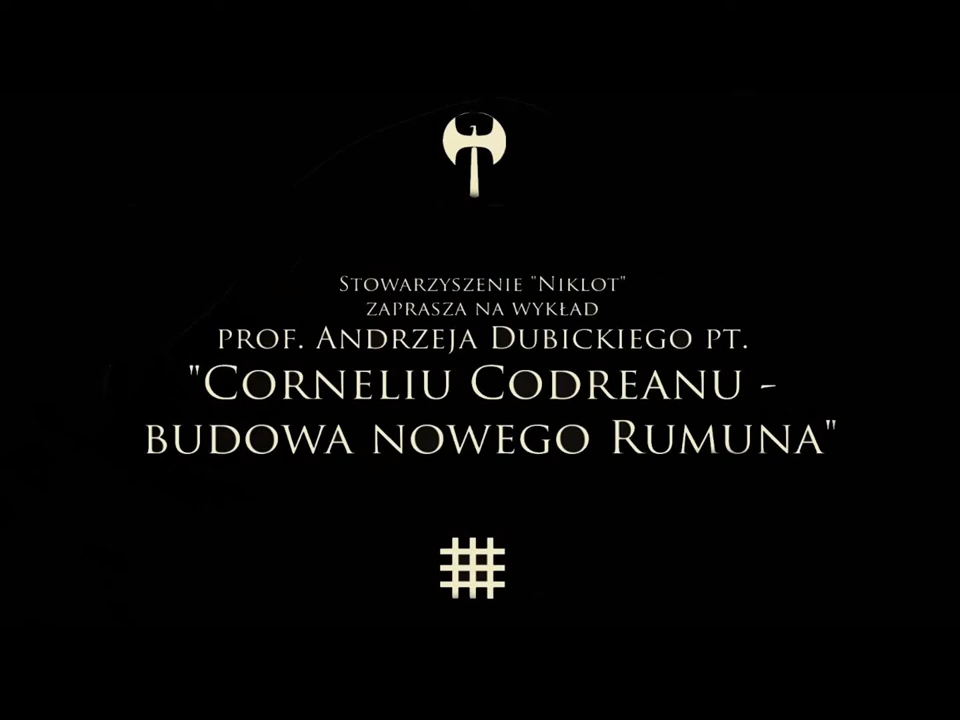 Stowarzyszenie "Niklot"
zaprasza na wykład
prof. Andrzeja Dubickiego pt.
"Corneliu Codreanu -
budowa nowego Rumuna"